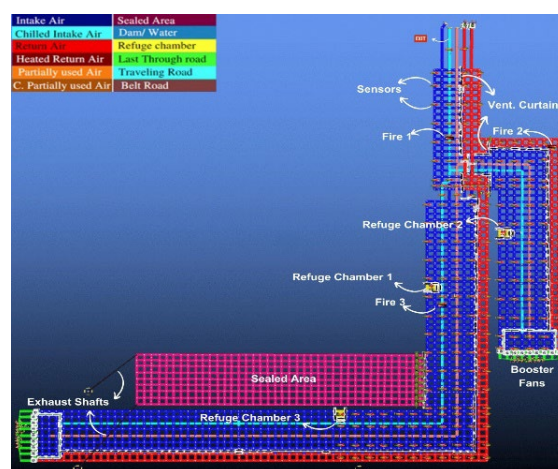 Intake Air Sealed Area
Chilled Intake Air Dam/ Water
Return Air Refuge chamber
Heated Return Air Last Through road
Partially used Air Traveling Road
C. Partially used Air Belt Road
EXIT
Sensors
Vent. Curtain
Fire 1
Fire 2
Refuge Chamber 2
Refuge Chamber 1
Fire 3
Booster
Fans
Sealed Area
Exhaust Shafts
Refuge Chamber 3